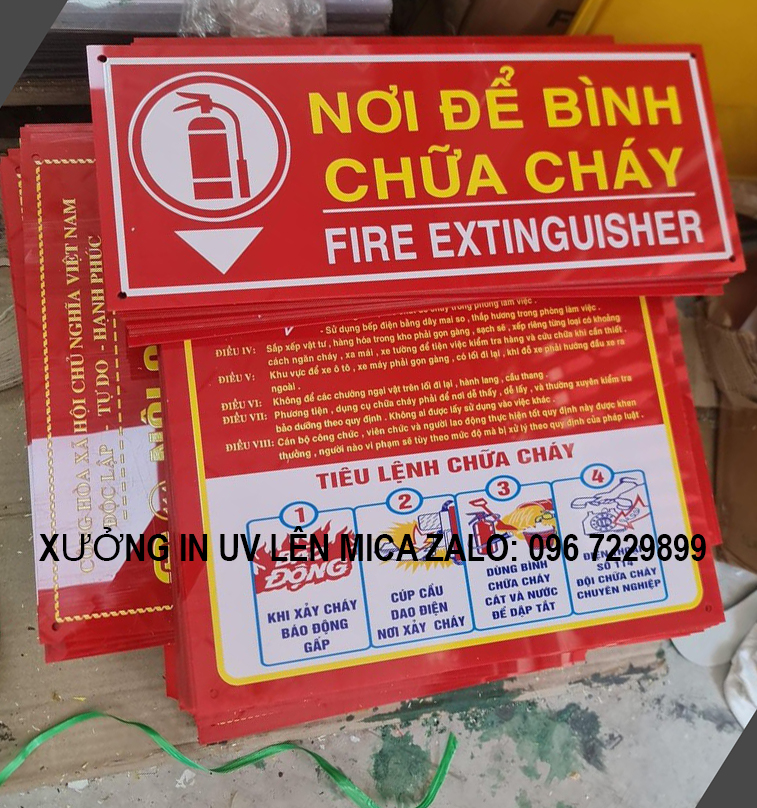 NƠI ĐỂ BÌNH
CHỮA CHÁY
FIRE EXTINGUISHER
CỘNG HÒA XÃ HỘI CHỦ NGHĨA VIỆT NAM
ĐỘC LẬP - TỰ DO - HẠNH PHÚC
trong phòng làm việc .
- Sử dụng bếp điện bằng dây mai so , thắp hương trong phòng làm việc .
ĐIỀU IV: Sắp xếp vật tư , hàng hóa trong kho phải gọn gàng , sạch sẽ , xếp riêng từng loại có khoảng
cách ngăn cháy , xa mái , xe tường để tiện việc kiểm tra hàng và cứu chữa khi cần thiết .
ĐIỀU V: Khu vực để xe ô tô , xe máy phải gọn gàng , có lối đi lại , khi đỗ xe phải hướng đầu xe ra
ngoài .
ĐIỀU VI: Không để các chướng ngại vật trên lối đi lại , hành lang , cầu thang .
ĐIỀU VII: Phương tiện , dụng cụ chữa cháy phải để nơi dễ thấy , dễ lấy , và thường xuyên kiểm tra
bảo dưỡng theo quy định . Không ai được lấy sử dụng vào việc khác .
ĐIỀU VIII: Cán bộ công chức , viên chức và người lao động thực hiện tốt quy định này được khen
thưởng , người nào vi phạm sẽ tùy theo mức độ mà bị xử lý theo quy định của pháp luật .
TIÊU LỆNH CHỮA CHÁY
1
2
3
4
XƯỞNG IN UV LÊN MICA ZALO: 096 7229899
ĐỘNG
KHI XẢY CHÁY
BÁO ĐỘNG
GẤP
CÚP CẦU
DAO ĐIỆN
NƠI XẢY CHÁY
DÙNG BÌNH
CHỮA CHÁY
CÁT VÀ NƯỚC
ĐỂ DẬP TẮT
SỐ 114
ĐỘI CHỮA CHÁY
CHUYÊN NGHIỆP